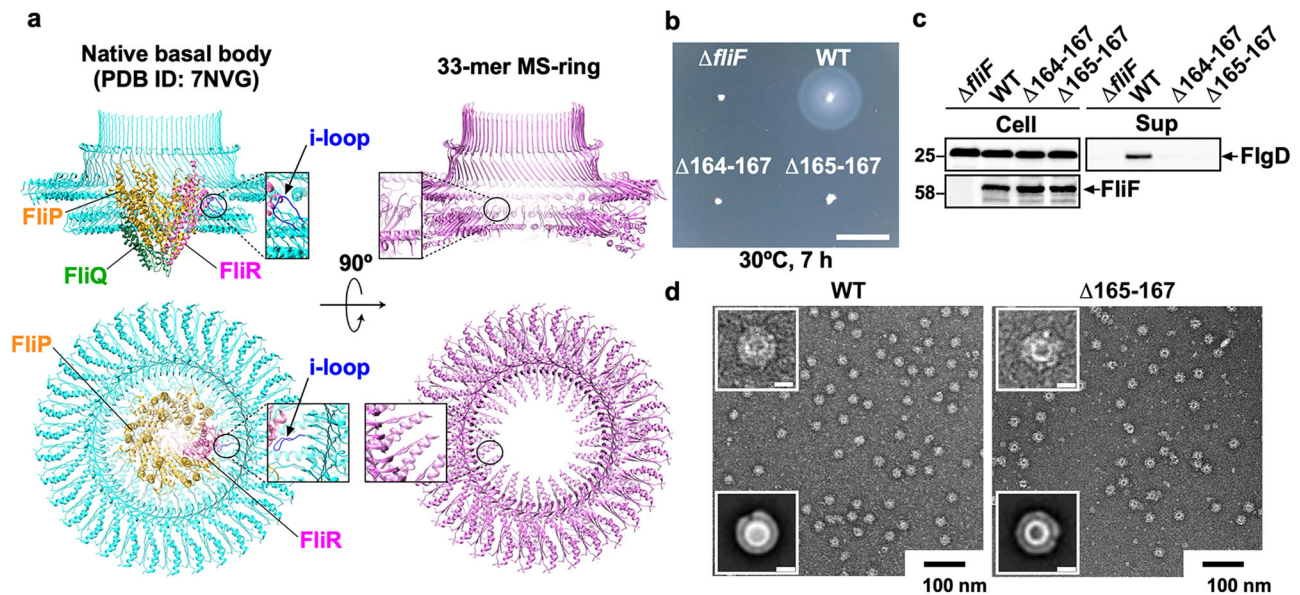 a
Native basal body
(PDB ID: 7NVG)
33-mer MS-ring
i-loop
FliP
FliQ
FliR
90º
FliP
i-loop
FliR
b
ΔfliF
WT
Δ164-167
Δ165-167
30ºC, 7 h
c
ΔfliF
WT
Δ164-167
Δ165-167
ΔfliF
WT
Δ164-167
Δ165-167
Cell
Sup
25
FlgD
58
FliF
d
WT
Δ165-167
100 nm
100 nm